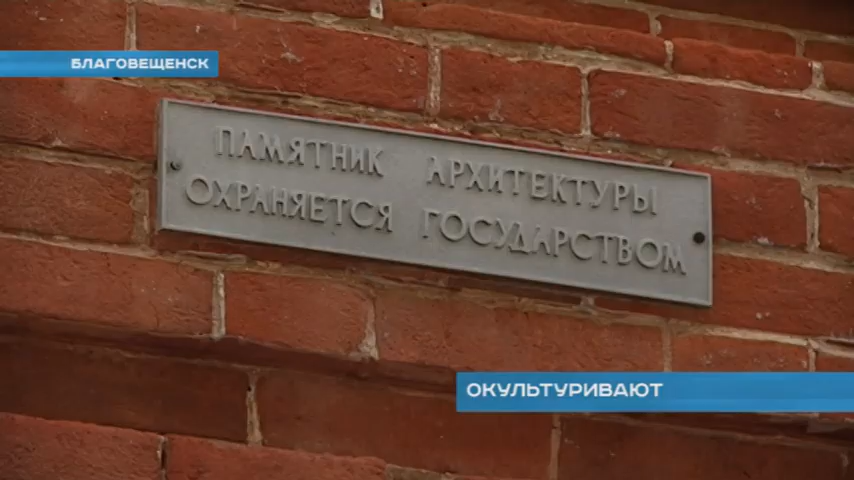 БЛАГОВЕЩЕНСК
ПАМЯТНИК АРХИТЕКТУРЫ
ОХРАНЯЕТСЯ ГОСУДАРСТВОМ
ОКУЛЬТУРИВАЮТ